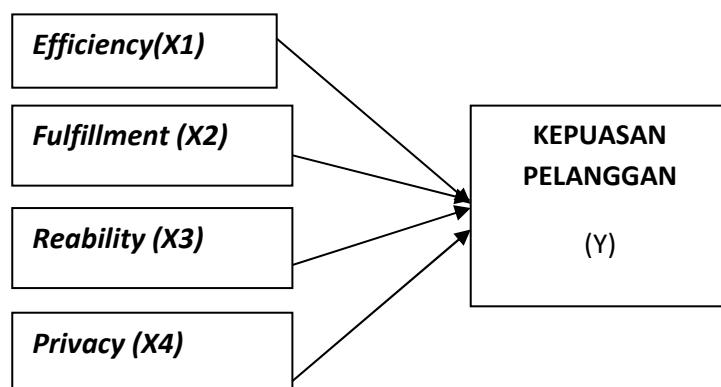 Efficiency(X1)
Fulfillment (X2)
Reability (X3)
Privacy (X4)
KEPUASAN
PELANGGAN
(Y)